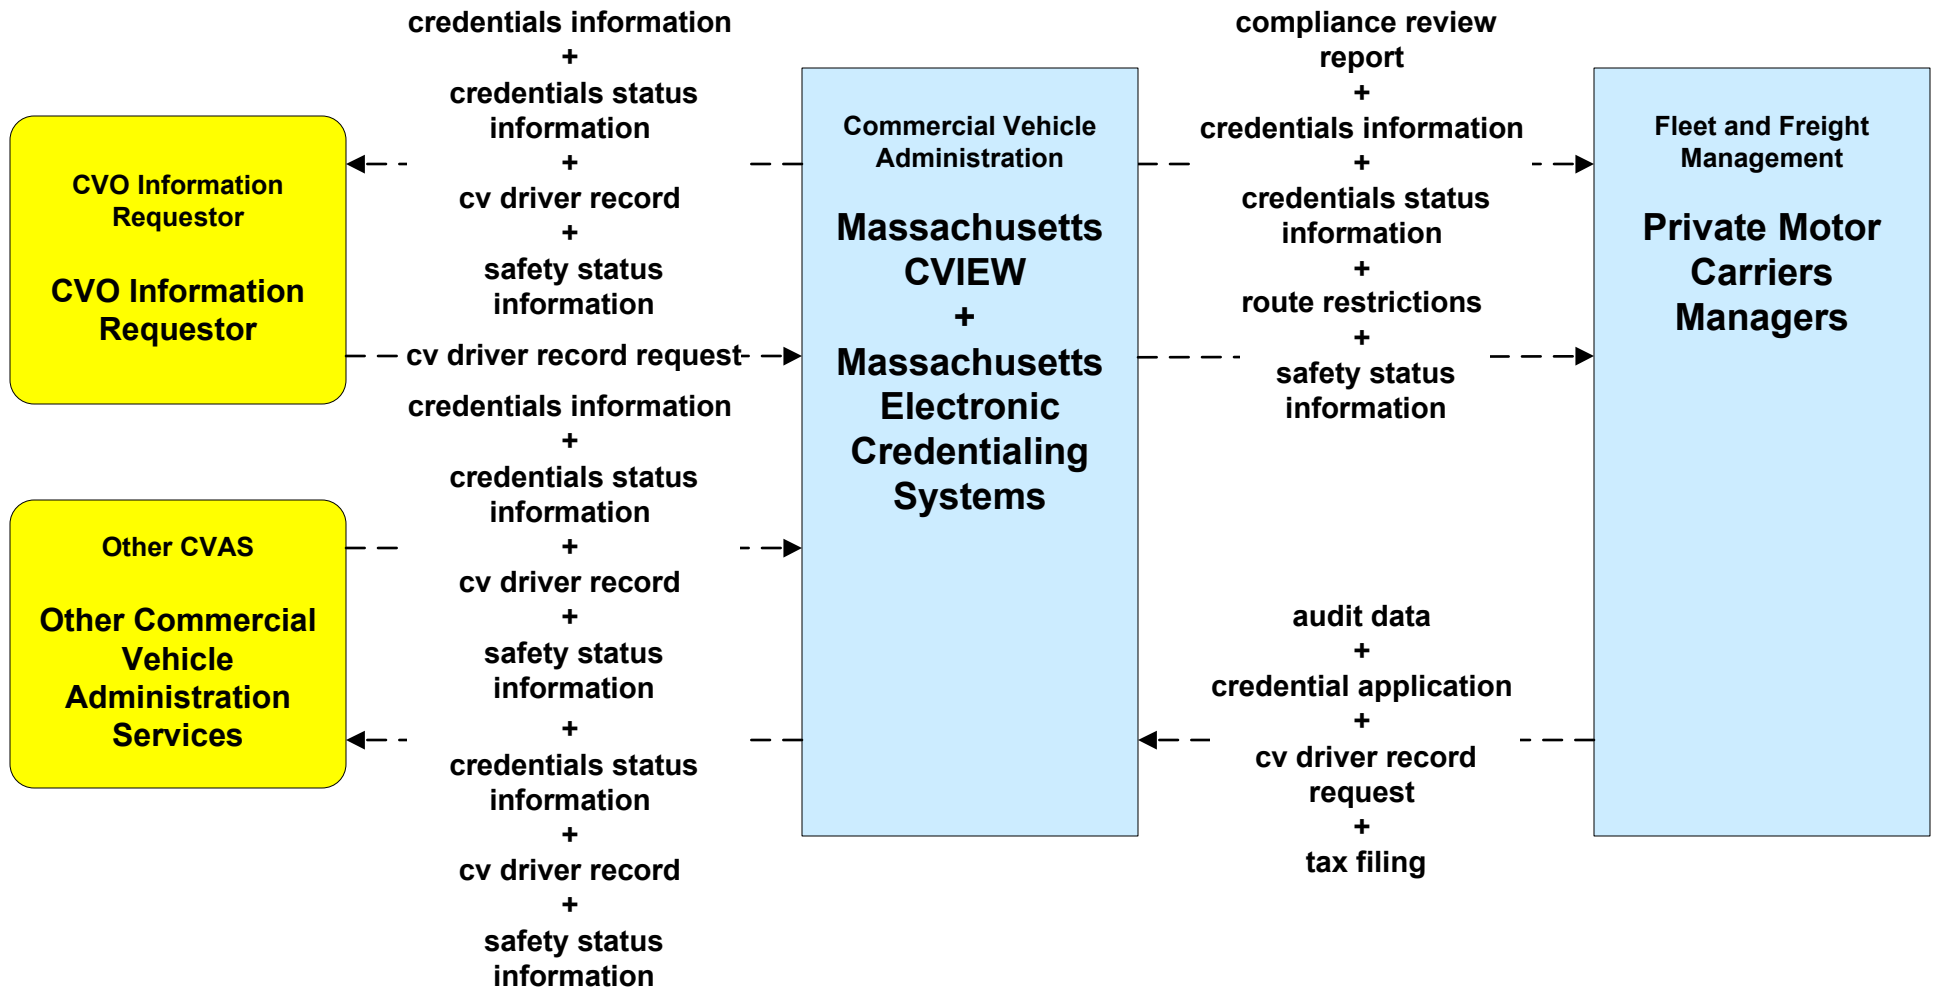 CVO Information
Requestor
CVO Information
Requestor
Other CVAS
Other Commercial
Vehicle
Administration
Services
credentials information
+
credentials status
information
+
cv driver record
+
safety status
information
cv driver record request
credentials information
+
credentials status
information
+
cv driver record
+
safety status
information
+
credentials status
information
+
cv driver record
+
safety status
information
Commercial Vehicle
Administration
Massachusetts
CVIEW
+
Massachusetts
Electronic
Credentialing
Systems
compliance review
report
+
credentials information
+
credentials status
information
+
route restrictions
+
safety status
information
audit data
+
credential application
+
cv driver record
request
+
tax filing
Fleet and Freight
Management
Private Motor
Carriers
Managers